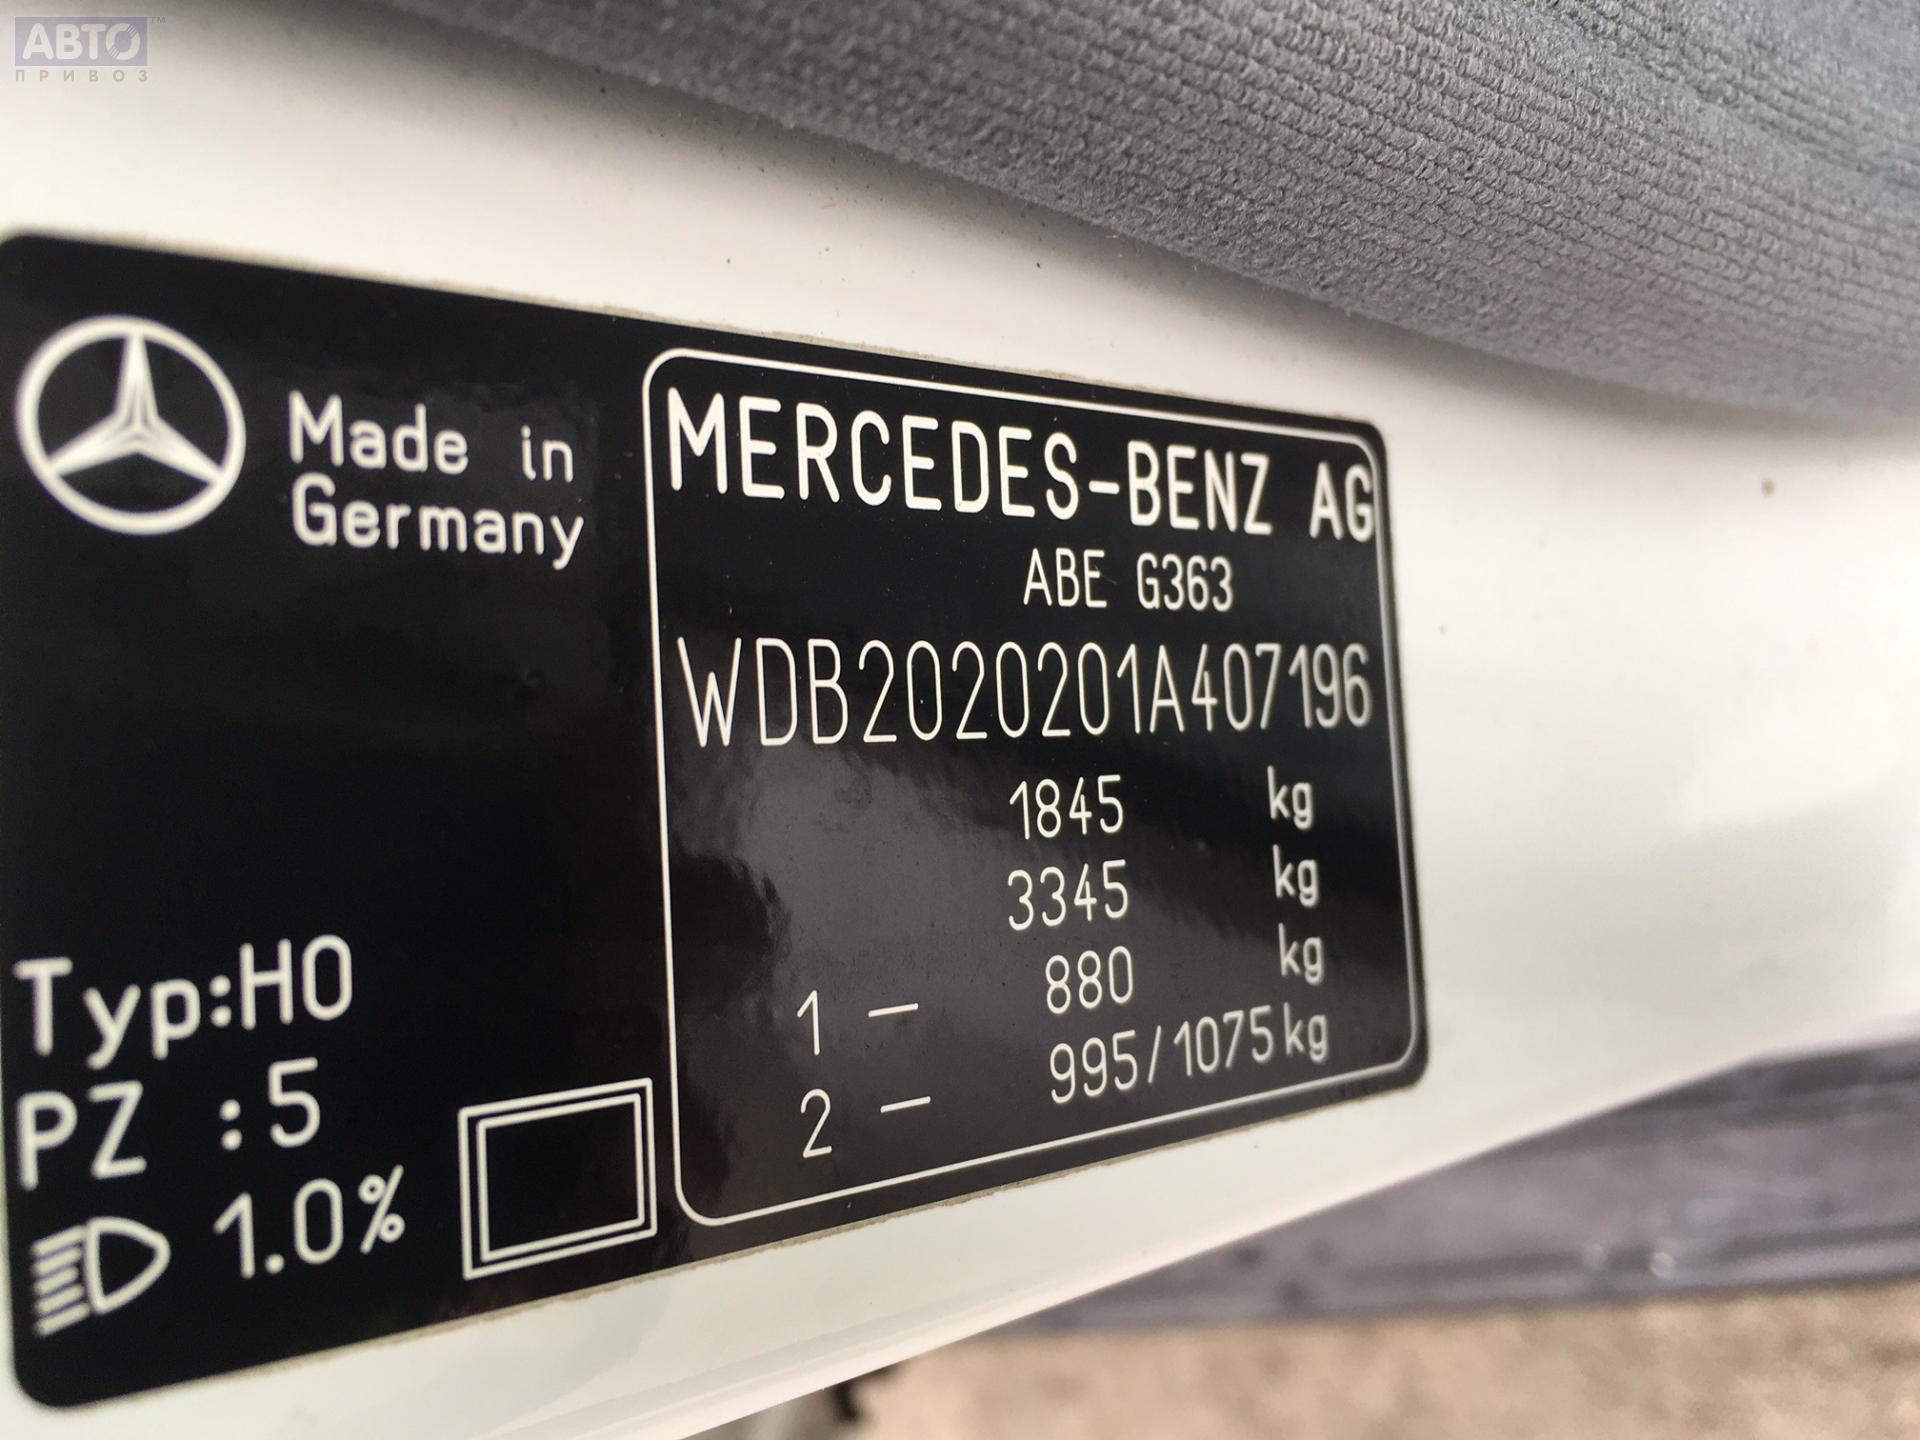 АВТО™
ПРИВОЗ
Made in
Germany
Typ:H0
PZ :5
1.0%
MERCEDES-BENZ AG
ABE G363
WDB2020201A407196
1845 kg
3345 kg
1 – 880 kg
2 – 995/1075 kg